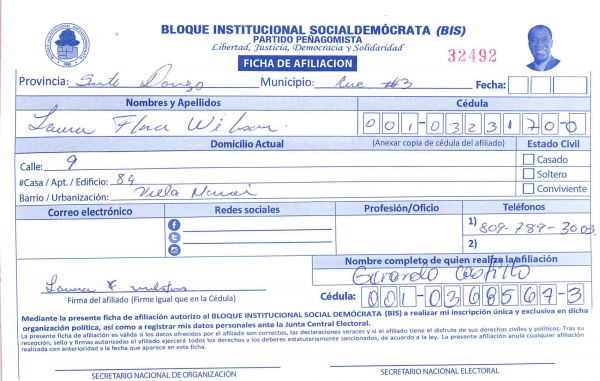 BLOQUE INSTITUCIONAL SOCIALDEMÓCRATA (BIS)
PARTIDO PEÑAGOMISTA
Libertad, Justicia, Democracia y Solidaridad
FICHA DE AFILIACION
32492
Provincia: Municipio: #3 Fecha:
Nombres y Apellidos Cédula
Laura Flor Wilson 001-0323170-0
Domicilio Actual (Anexar copia de cédula del afiliado) Estado Civil
Calle: 9 Casado
#Casa / Apt. / Edificio: 84 Soltero
Barrio / Urbanización: Villa Conviviente
Correo electrónico Redes sociales Profesión/Oficio Teléfonos
1) 809-789-3003
2)
Nombre completo de quien realiza la afiliación
Gerardo Castillo
Laura F.
Firma del afiliado (Firme igual que en la Cédula) Cédula: 001-0368567-3
Mediante la presente ficha de afiliación autorizo al BLOQUE INSTITUCIONAL SOCIAL DEMÓCRATA (BIS) a realizar mi inscripción única y exclusiva en dicha
organización política, así como a registrar mis datos personales ante la Junta Central Electoral.
La presente ficha de afiliación es válida si los datos ofrecidos por el afiliado son correctos, las declaraciones veraces y si el afiliado tiene el disfrute de sus derechos civiles y políticos. Tras su
recepción, sello y firmas autorizadas el afiliado ejercerá todos los derechos y los deberes estatutariamente sancionados, de acuerdo a la ley. La presente afiliación anula cualquier afiliación
realizada con anterioridad a la fecha que aparece en esta ficha.
SECRETARIO NACIONAL DE ORGANIZACIÓN SECRETARIO NACIONAL ELECTORAL